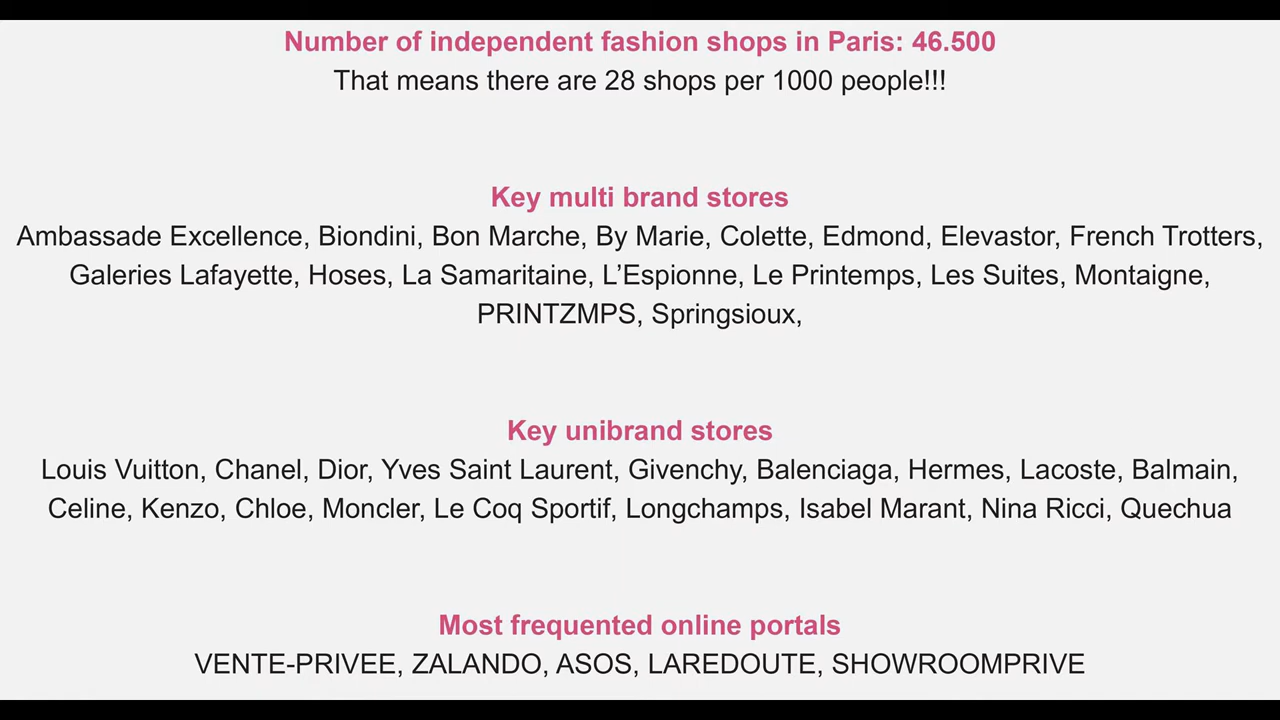 Number of independent fashion shops in Paris: 46.500
That means there are 28 shops per 1000 people!!!
Key multi brand stores
Ambassade Excellence, Biondini, Bon Marche, By Marie, Colette, Edmond, Elevastor, French Trotters,
Galeries Lafayette, Hoses, La Samaritaine, L’Espionne, Le Printemps, Les Suites, Montaigne,
PRINTZMPS, Springsioux,
Key unibrand stores
Louis Vuitton, Chanel, Dior, Yves Saint Laurent, Givenchy, Balenciaga, Hermes, Lacoste, Balmain,
Celine, Kenzo, Chloe, Moncler, Le Coq Sportif, Longchamps, Isabel Marant, Nina Ricci, Quechua
Most frequented online portals
VENTE-PRIVEE, ZALANDO, ASOS, LAREDOUTE, SHOWROOMPRIVE